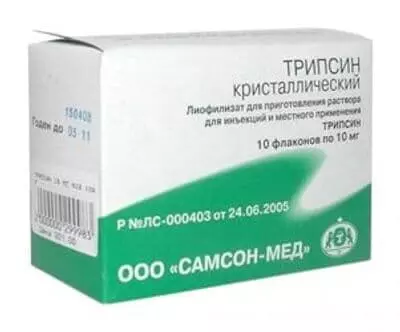 ТРИПСИН
кристаллический
Лиофилизат для приготовления раствора
для инъекций и местного применения
ТРИПСИН
10 флаконов по 10 мг
Р №ЛС-000403 от 24.06.2005
ООО "САМСОН-МЕД"
150408
Годен до 05 11
2000000299983